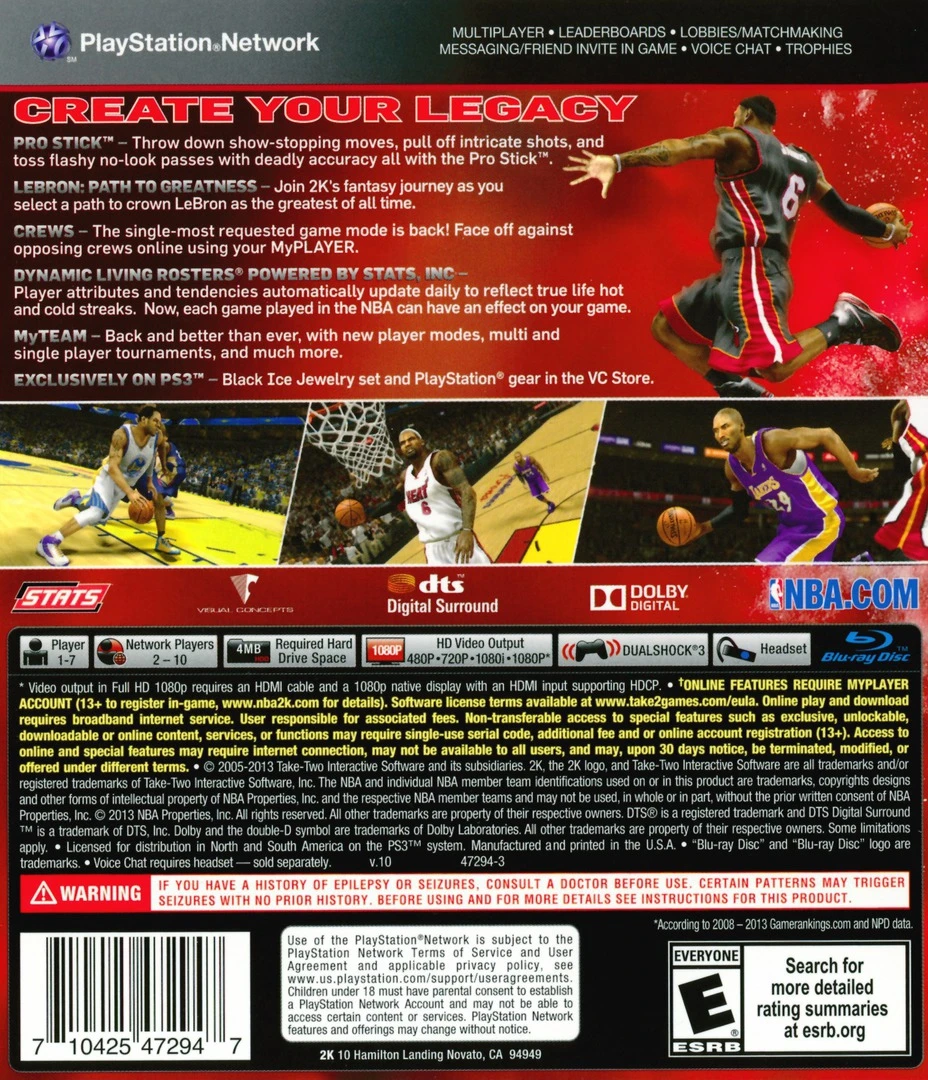 PlayStation®Network
SM
MULTIPLAYER • LEADERBOARDS • LOBBIES/MATCHMAKING
MESSAGING/FRIEND INVITE IN GAME • VOICE CHAT • TROPHIES
CREATE YOUR LEGACY
PRO STICK™ – Throw down show-stopping moves, pull off intricate shots, and
toss flashy no-look passes with deadly accuracy all with the Pro Stick™.
LEBRON: PATH TO GREATNESS – Join 2K's fantasy journey as you
select a path to crown LeBron as the greatest of all time.
CREWS – The single-most requested game mode is back! Face off against
opposing crews online using your MyPLAYER.
DYNAMIC LIVING ROSTERS® POWERED BY STATS, INC –
Player attributes and tendencies automatically update daily to reflect true life hot
and cold streaks. Now, each game played in the NBA can have an effect on your game.
MyTEAM – Back and better than ever, with new player modes, multi and
single player tournaments, and much more.
EXCLUSIVELY ON PS3™ – Black Ice Jewelry set and PlayStation® gear in the VC Store.
6
HEAT
6
STATS
VISUAL CONCEPTS
dts™
Digital Surround
DOLBY
DIGITAL
NBA.COM
Player
1-7
Network Players
2 – 10
4MB
HDD
Required Hard
Drive Space
1080P
HD Video Output
480P•720P•1080i•1080P*
DUALSHOCK®3
Headset
Blu-ray Disc™
* Video output in Full HD 1080p requires an HDMI cable and a 1080p native display with an HDMI input supporting HDCP. • †ONLINE FEATURES REQUIRE MYPLAYER
ACCOUNT (13+ to register in-game, www.nba2k.com for details). Software license terms available at www.take2games.com/eula. Online play and download
requires broadband internet service. User responsible for associated fees. Non-transferable access to special features such as exclusive, unlockable,
downloadable or online content, services, or functions may require single-use serial code, additional fee and or online account registration (13+). Access to
online and special features may require internet connection, may not be available to all users, and may, upon 30 days notice, be terminated, modified, or
offered under different terms. • © 2005-2013 Take-Two Interactive Software and its subsidiaries. 2K, the 2K logo, and Take-Two Interactive Software are all trademarks and/or
registered trademarks of Take-Two Interactive Software, Inc. The NBA and individual NBA member team identifications used on or in this product are trademarks, copyrights designs
and other forms of intellectual property of NBA Properties, Inc. and the respective NBA member teams and may not be used, in whole or in part, without the prior written consent of NBA
Properties, Inc. © 2013 NBA Properties, Inc. All rights reserved. All other trademarks are property of their respective owners. DTS® is a registered trademark and DTS Digital Surround
™ is a trademark of DTS, Inc. Dolby and the double-D symbol are trademarks of Dolby Laboratories. All other trademarks are property of their respective owners. Some limitations
apply. • Licensed for distribution in North and South America on the PS3™ system. Manufactured and printed in the U.S.A. • “Blu-ray Disc” and “Blu-ray Disc” logo are
trademarks. • Voice Chat requires headset — sold separately. v.10 47294-3
WARNING
IF YOU HAVE A HISTORY OF EPILEPSY OR SEIZURES, CONSULT A DOCTOR BEFORE USE. CERTAIN PATTERNS MAY TRIGGER
SEIZURES WITH NO PRIOR HISTORY. BEFORE USING AND FOR MORE DETAILS SEE INSTRUCTIONS FOR THIS PRODUCT.
*According to 2008 – 2013 Gamerankings.com and NPD data.
7 10425 47294 7
Use of the PlayStation®Network is subject to the
PlayStation Network Terms of Service and User
Agreement and applicable privacy policy, see
www.us.playstation.com/support/useragreements.
Children under 18 must have parental consent to establish
a PlayStation Network Account and may not be able to
access certain content or services. PlayStation Network
features and offerings may change without notice.
2K 10 Hamilton Landing Novato, CA 94949
EVERYONE
E®
ESRB
Search for
more detailed
rating summaries
at esrb.org